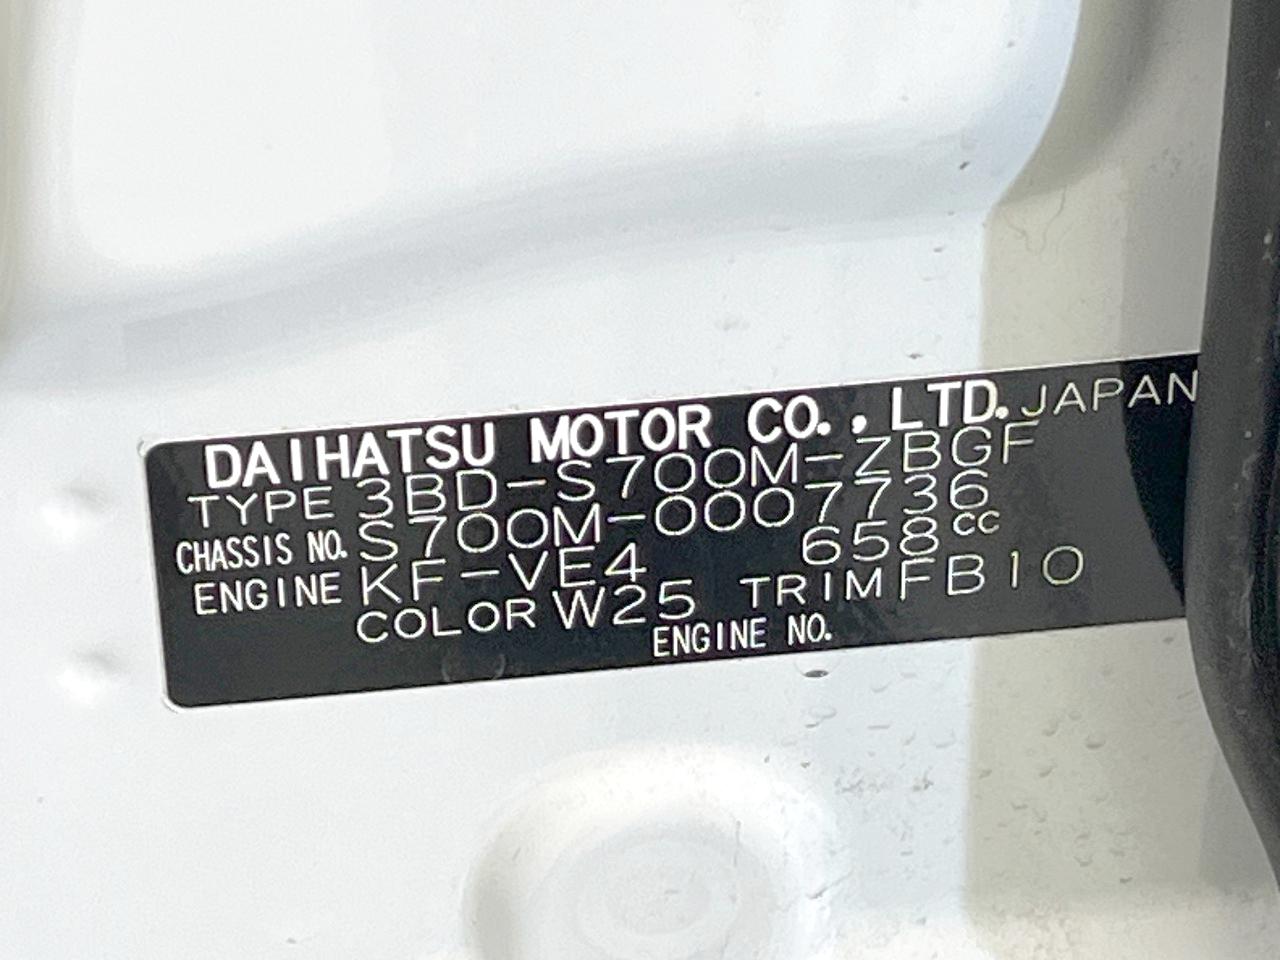 DAIHATSU MOTOR CO., LTD. JAPAN
TYPE 3BD-S700M-ZBGF
CHASSIS NO. S700M-0007736
ENGINE KF-VE4 658cc
COLOR W25 TRIM FB10
ENGINE NO.